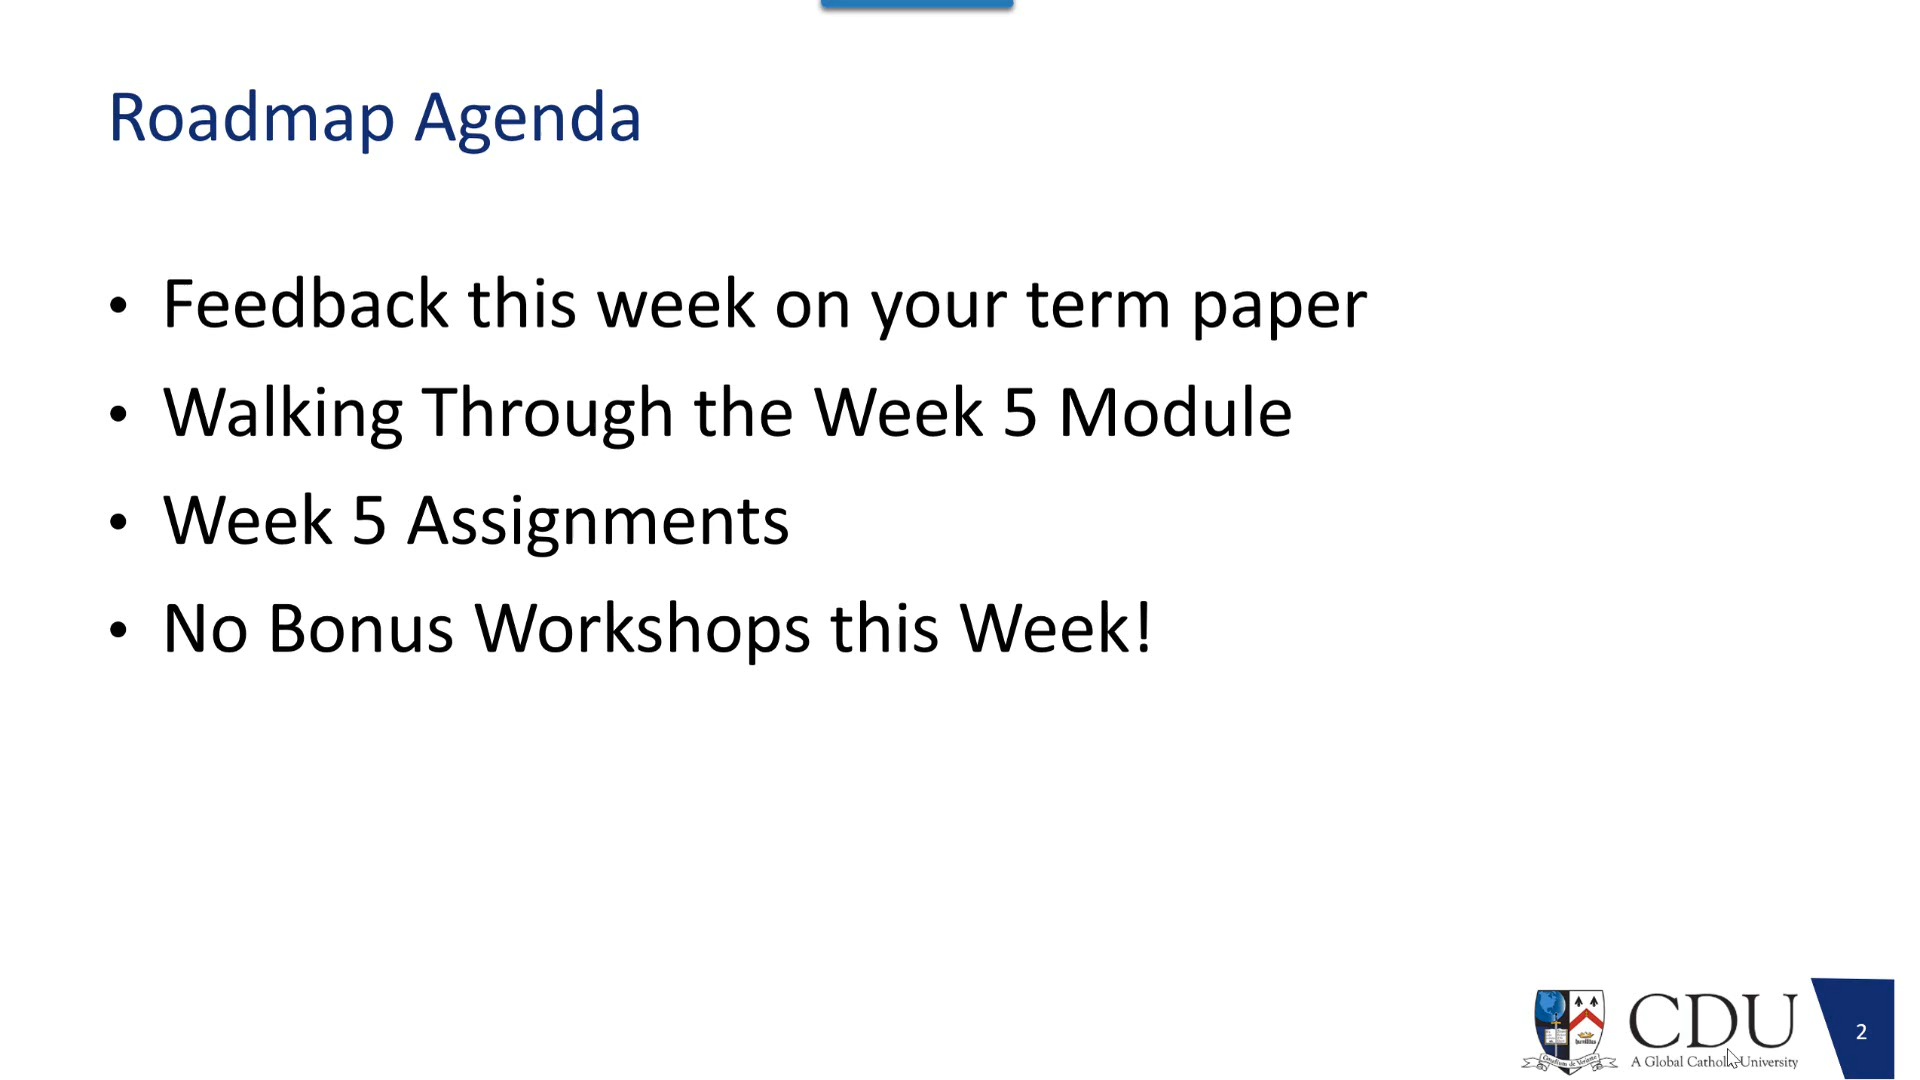 Roadmap Agenda
• Feedback this week on your term paper
• Walking Through the Week 5 Module
• Week 5 Assignments
• No Bonus Workshops this Week!
CDU
A Global Catholic University
2